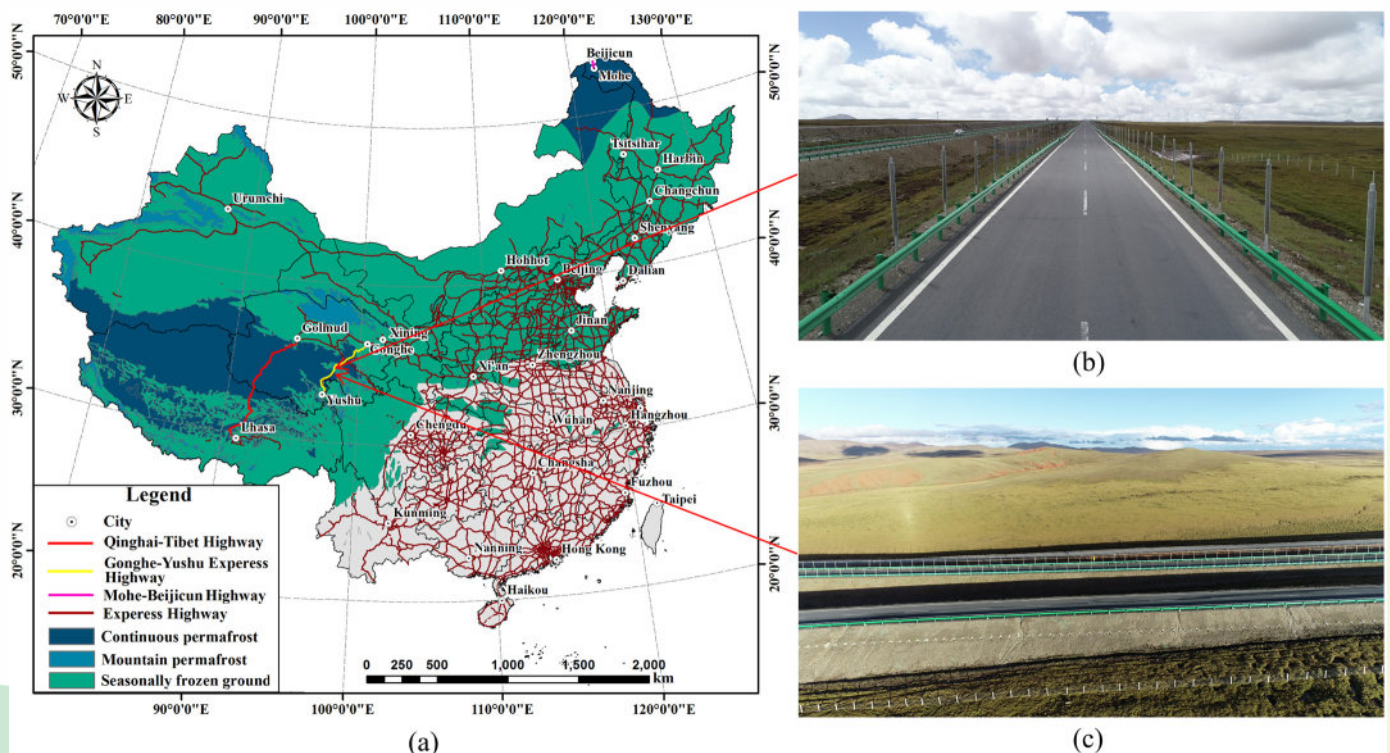 70°0'0"E 80°0'0"E 90°0'0"E 100°0'0"E 110°0'0"E 120°0'0"E 130°0'0"E
50°0'0"N
40°0'0"N
30°0'0"N
20°0'0"N
50°0'0"N
40°0'0"N
30°0'0"N
20°0'0"N
N
W E
S
Beijicun
Mohe
Tsitsihar
Harbin
Changchun
Urumchi
Shenyang
Hohhot
Beijing
Dalian
Golmud
Xining
Jinan
Gonghe
Zhengzhou
Xi'an
Yushu
Nanjing
Lhasa
Chengdu
Wuhan
Hangzhou
Changsha
Fuzhou
Taipei
Kunming
Nanning
Hong Kong
Haikou
Legend
City
Qinghai-Tibet Highway
Gonghe-Yushu Experess
Highway
Mohe-Beijicun Highway
Experess Highway
Continuous permafrost
Mountain permafrost
Seasonally frozen ground
0 250 500 1,000 1,500 2,000
km
90°0'0"E 100°0'0"E 110°0'0"E 120°0'0"E
(a)
(b)
(c)